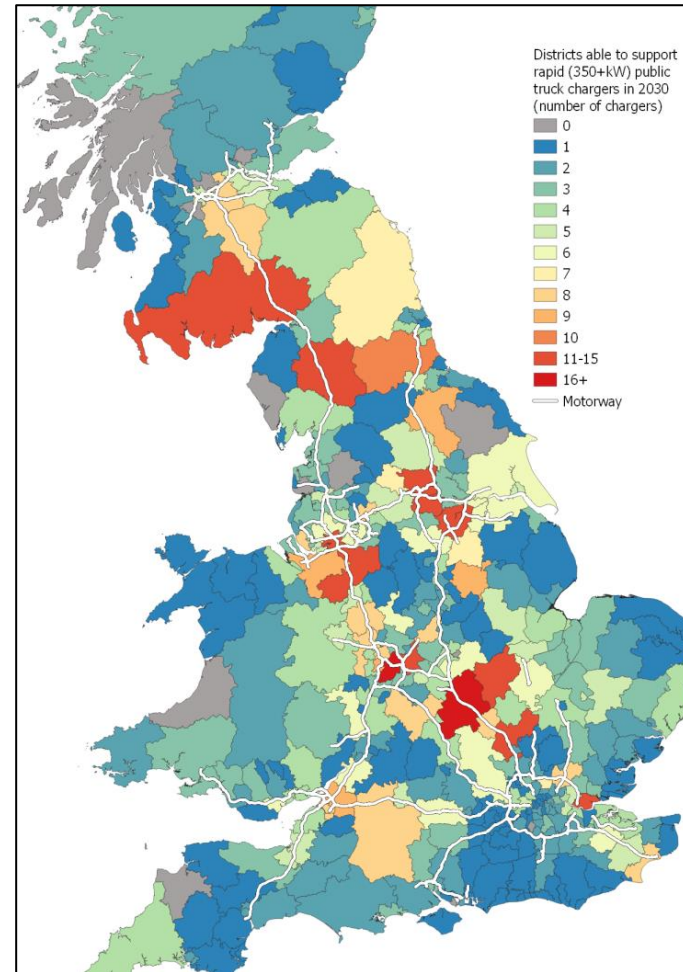 Districts able to support
rapid (350+kW) public
truck chargers in 2030
(number of chargers)
0
1
2
3
4
5
6
7
8
9
10
11-15
16+
Motorway